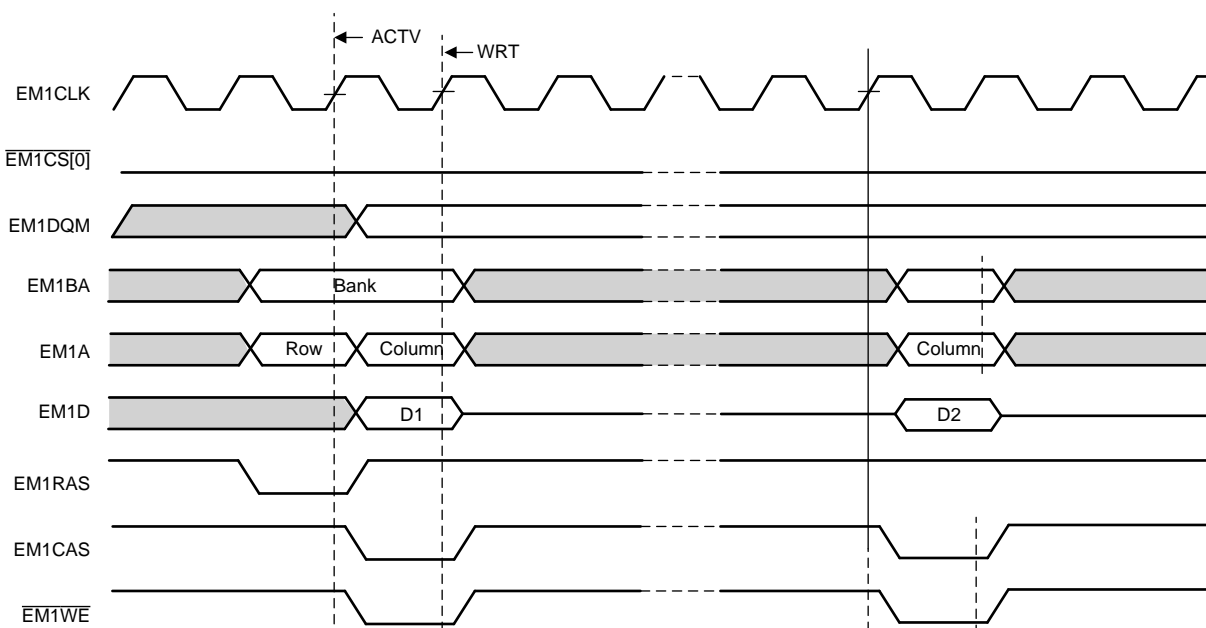 ACTV
WRT
EM1CLK
EM1CS[0]
EM1DQM
EM1BA
Bank
EM1A
Row
Column
Column
EM1D
D1
D2
EM1RAS
EM1CAS
EM1WE